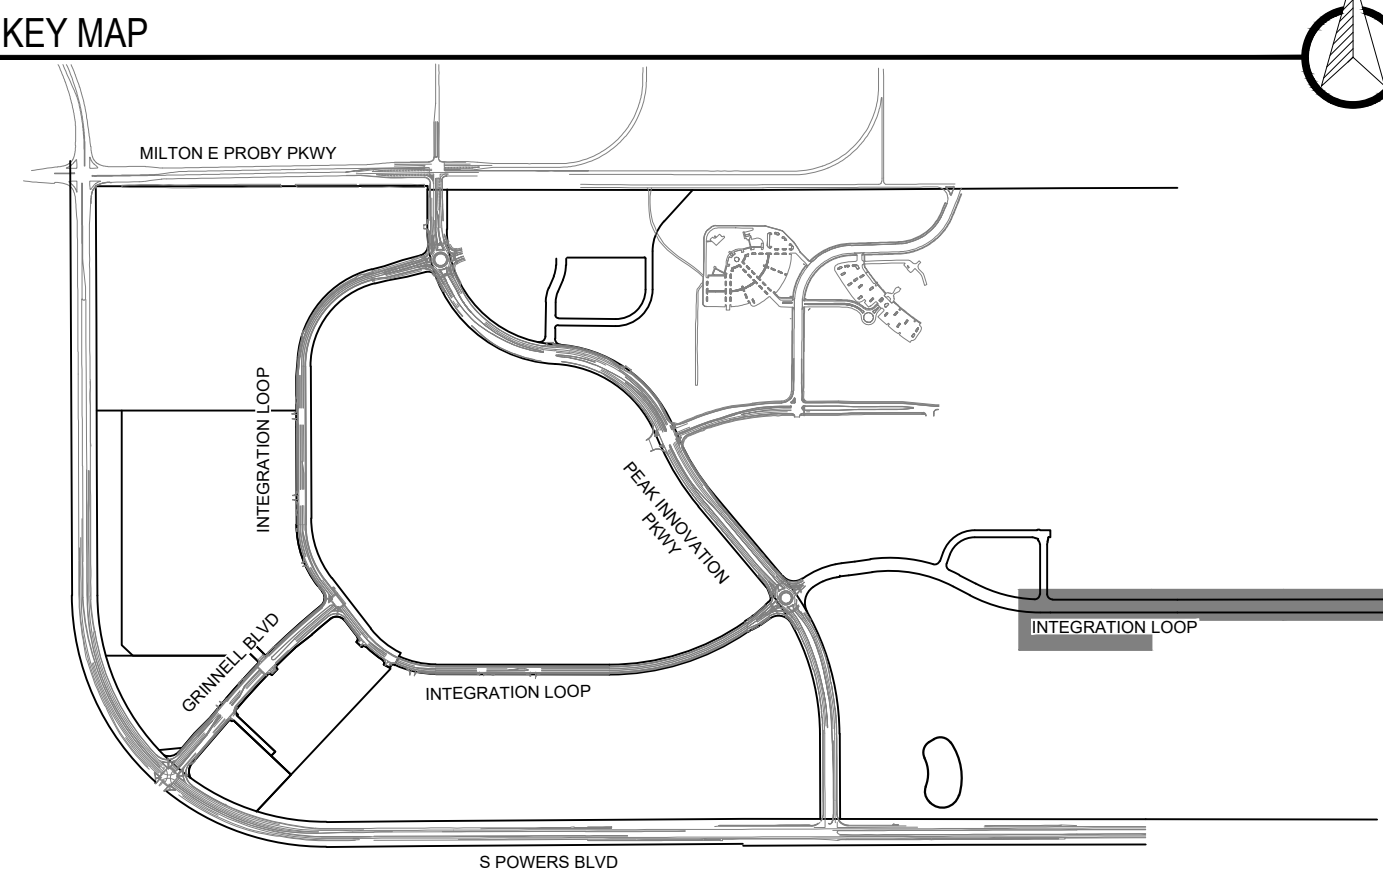 KEY MAP
MILTON E PROBY PKWY
INTEGRATION LOOP
PEAK INNOVATION
PKWY
INTEGRATION LOOP
GRINNELL BLVD
INTEGRATION LOOP
S POWERS BLVD